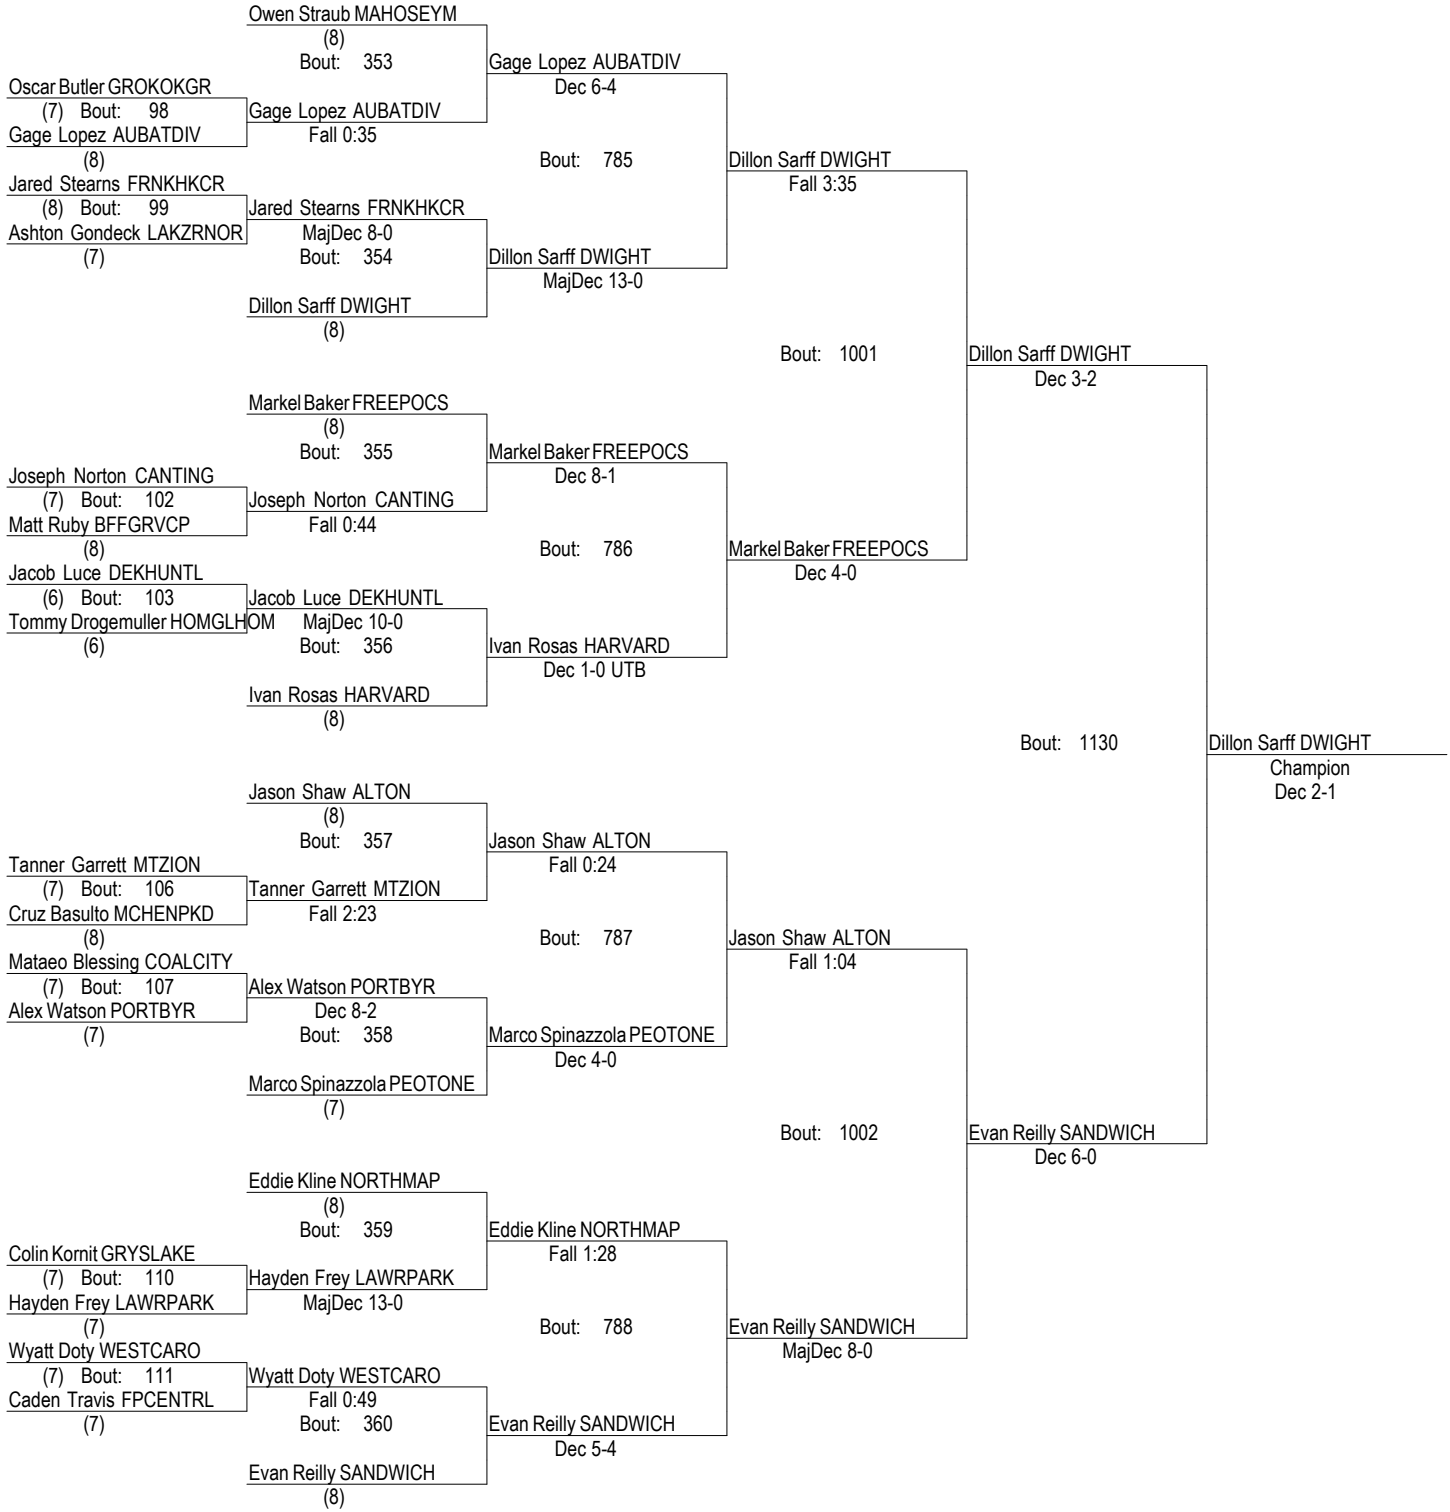 Owen Straub MAHOSEYM
(8)
Bout: 353
Gage Lopez AUBATDIV
Dec 6-4
Oscar Butler GROKOKGR
(7) Bout: 98
Gage Lopez AUBATDIV
Fall 0:35
Gage Lopez AUBATDIV
(8)
Bout: 785
Dillon Sarff DWIGHT
Fall 3:35
Jared Stearns FRNKHKCR
(8) Bout: 99
Jared Stearns FRNKHKCR
MajDec 8-0
Ashton Gondeck LAKZRNOR
(7)
Bout: 354
Dillon Sarff DWIGHT
MajDec 13-0
Dillon Sarff DWIGHT
(8)
Bout: 1001
Dillon Sarff DWIGHT
Dec 3-2
Markel Baker FREEPOCS
(8)
Bout: 355
Markel Baker FREEPOCS
Dec 8-1
Joseph Norton CANTING
(7) Bout: 102
Joseph Norton CANTING
Fall 0:44
Matt Ruby BFFGRVCP
(8)
Bout: 786
Markel Baker FREEPOCS
Dec 4-0
Jacob Luce DEKHUNTL
(6) Bout: 103
Jacob Luce DEKHUNTL
MajDec 10-0
Tommy Drogemuller HOMGLHOM
(6)
Bout: 356
Ivan Rosas HARVARD
Dec 1-0 UTB
Ivan Rosas HARVARD
(8)
Bout: 1130
Dillon Sarff DWIGHT
Champion
Dec 2-1
Jason Shaw ALTON
(8)
Bout: 357
Jason Shaw ALTON
Fall 0:24
Tanner Garrett MTZION
(7) Bout: 106
Tanner Garrett MTZION
Fall 2:23
Cruz Basulto MCHENPKD
(8)
Bout: 787
Jason Shaw ALTON
Fall 1:04
Mataeo Blessing COALCITY
(7) Bout: 107
Alex Watson PORTBYR
Dec 8-2
Alex Watson PORTBYR
(7)
Bout: 358
Marco Spinazzola PEOTONE
Dec 4-0
Marco Spinazzola PEOTONE
(7)
Bout: 1002
Evan Reilly SANDWICH
Dec 6-0
Eddie Kline NORTHMAP
(8)
Bout: 359
Eddie Kline NORTHMAP
Fall 1:28
Colin Kornit GRYSLAKE
(7) Bout: 110
Hayden Frey LAWRPARK
MajDec 13-0
Hayden Frey LAWRPARK
(7)
Bout: 788
Evan Reilly SANDWICH
MajDec 8-0
Wyatt Doty WESTCARO
(7) Bout: 111
Wyatt Doty WESTCARO
Fall 0:49
Caden Travis FPCENTRL
(7)
Bout: 360
Evan Reilly SANDWICH
Dec 5-4
Evan Reilly SANDWICH
(8)